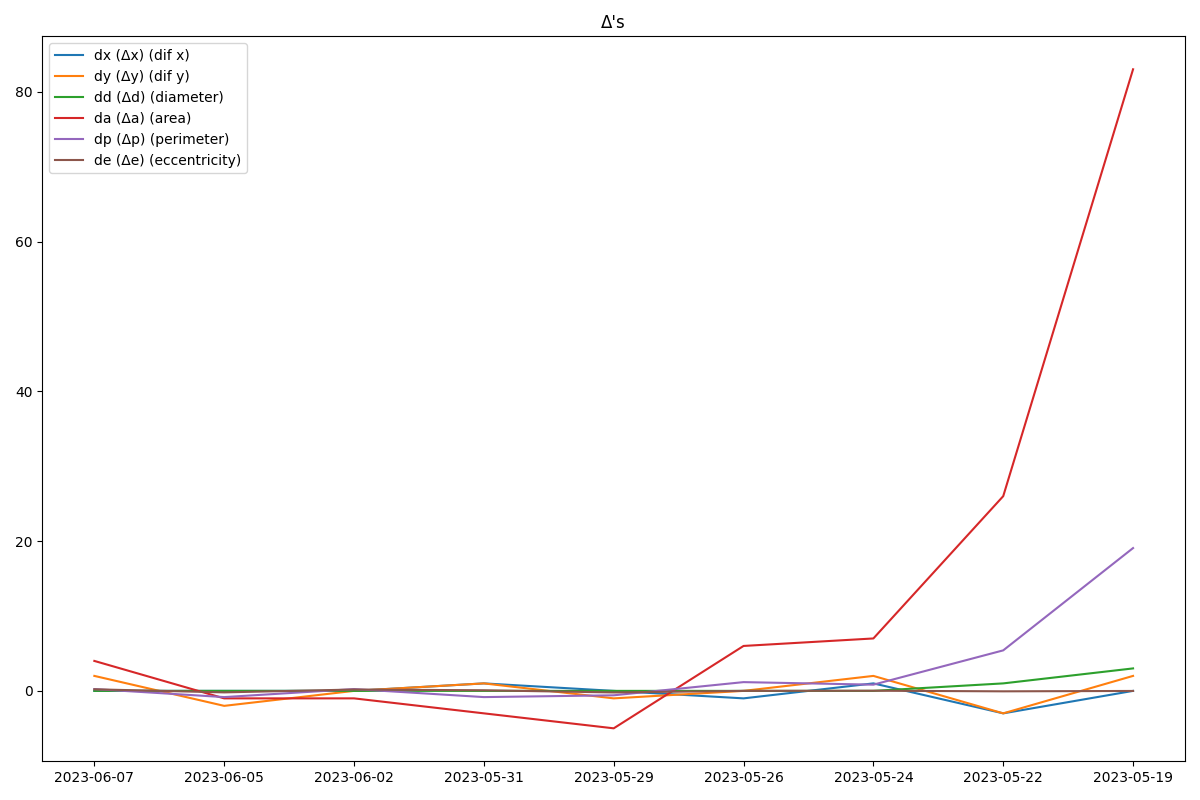 Δ's
dx (Δx) (dif x)
dy (Δy) (dif y)
dd (Δd) (diameter)
da (Δa) (area)
dp (Δp) (perimeter)
de (Δe) (eccentricity)
80
60
40
20
0
2023-06-07 2023-06-05 2023-06-02 2023-05-31 2023-05-29 2023-05-26 2023-05-24 2023-05-22 2023-05-19